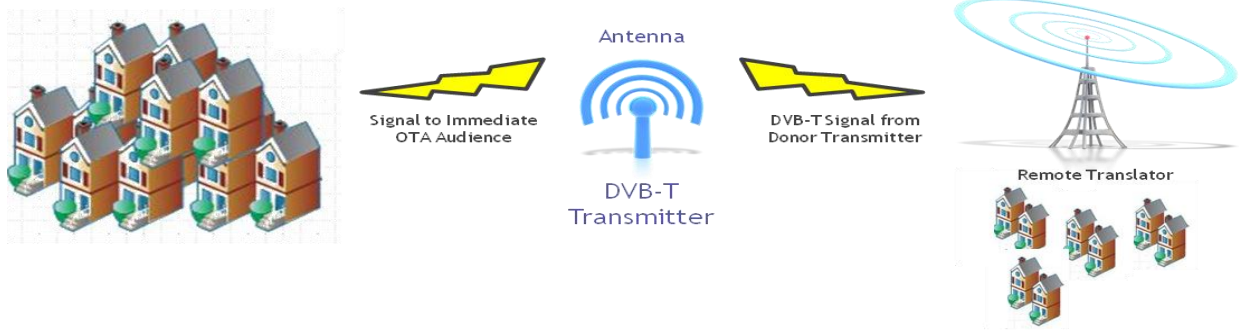 Antenna
Signal to Immediate
OTA Audience
DVB-T Signal from
Donor Transmitter
DVB-T
Transmitter
Remote Translator